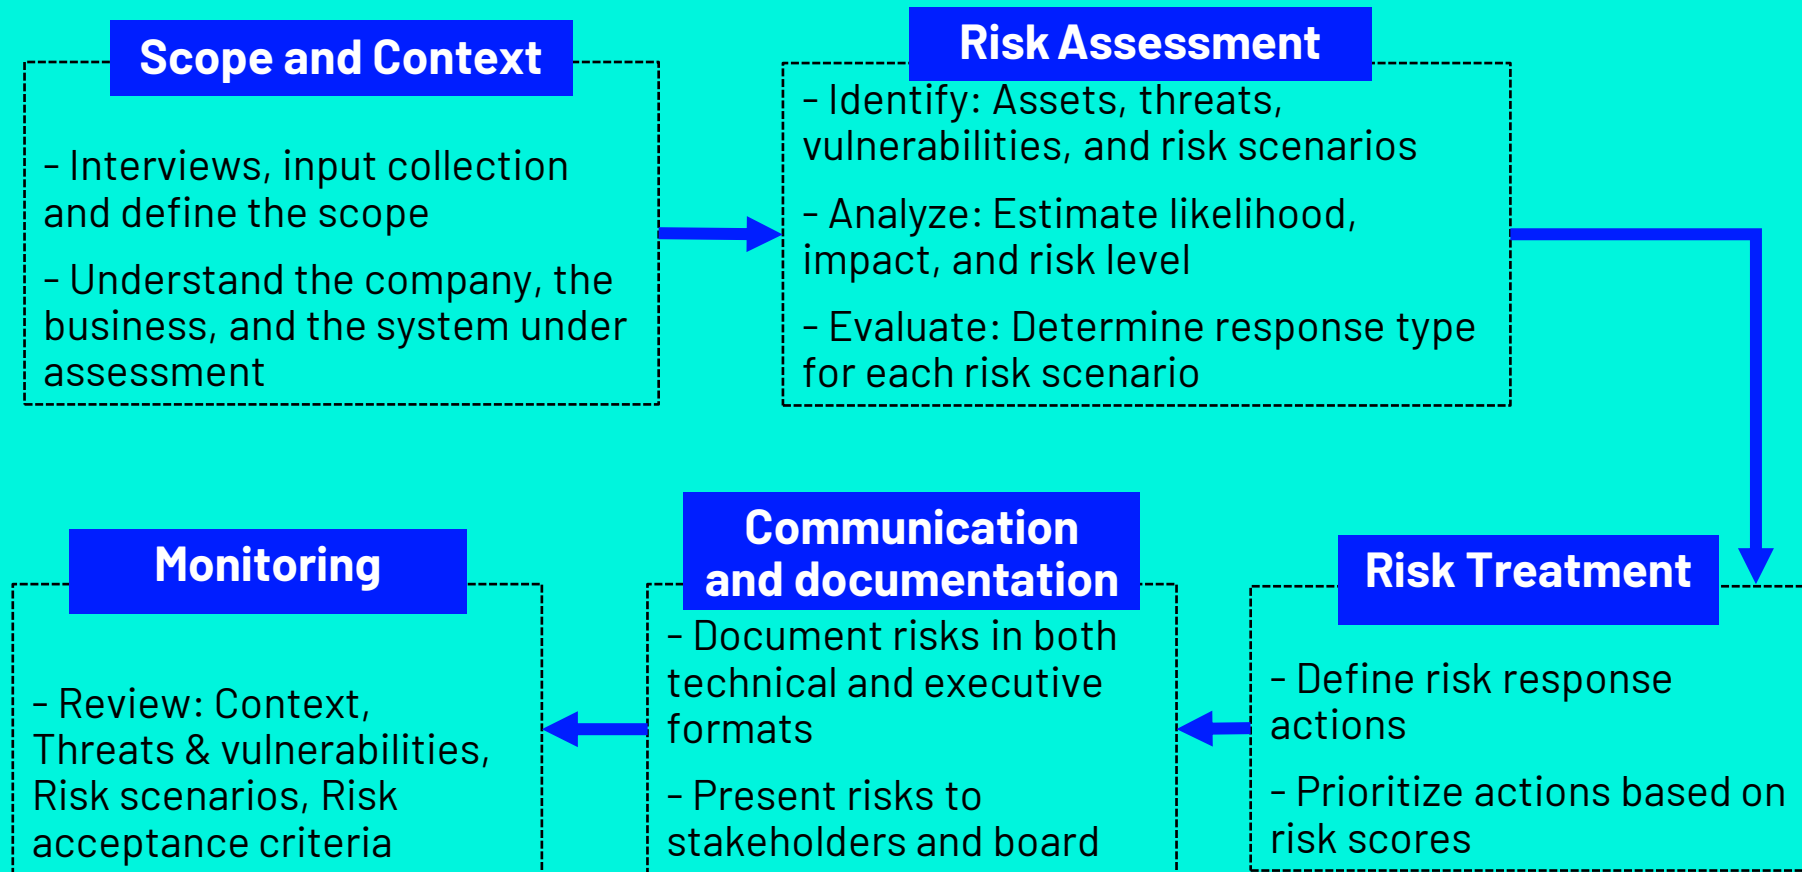 Scope and Context
- Interviews, input collection
and define the scope
- Understand the company, the
business, and the system under
assessment
Risk Assessment
- Identify: Assets, threats,
vulnerabilities, and risk scenarios
- Analyze: Estimate likelihood,
impact, and risk level
- Evaluate: Determine response type
for each risk scenario
Risk Treatment
- Define risk response
actions
- Prioritize actions based on
risk scores
Communication
and documentation
- Document risks in both
technical and executive
formats
- Present risks to
stakeholders and board
Monitoring
- Review: Context,
Threats & vulnerabilities,
Risk scenarios, Risk
acceptance criteria